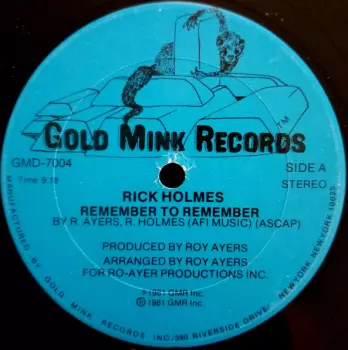 GOLD MINK RECORDS
TM
GMD-7004
SIDE A
Time: 9:18
STEREO
RICK HOLMES
REMEMBER TO REMEMBER
BY R. AYERS, R. HOLMES (AFI MUSIC) (ASCAP)
PRODUCED BY ROY AYERS
ARRANGED BY ROY AYERS
FOR RO-AYER PRODUCTIONS INC.
℗1981 GMR Inc.
©1981 GMR Inc.
MANUFACTURED BY GOLD MINK RECORDS INC./380 RIVERSIDE DRIVE/NEW YORK, NEW YORK 10025